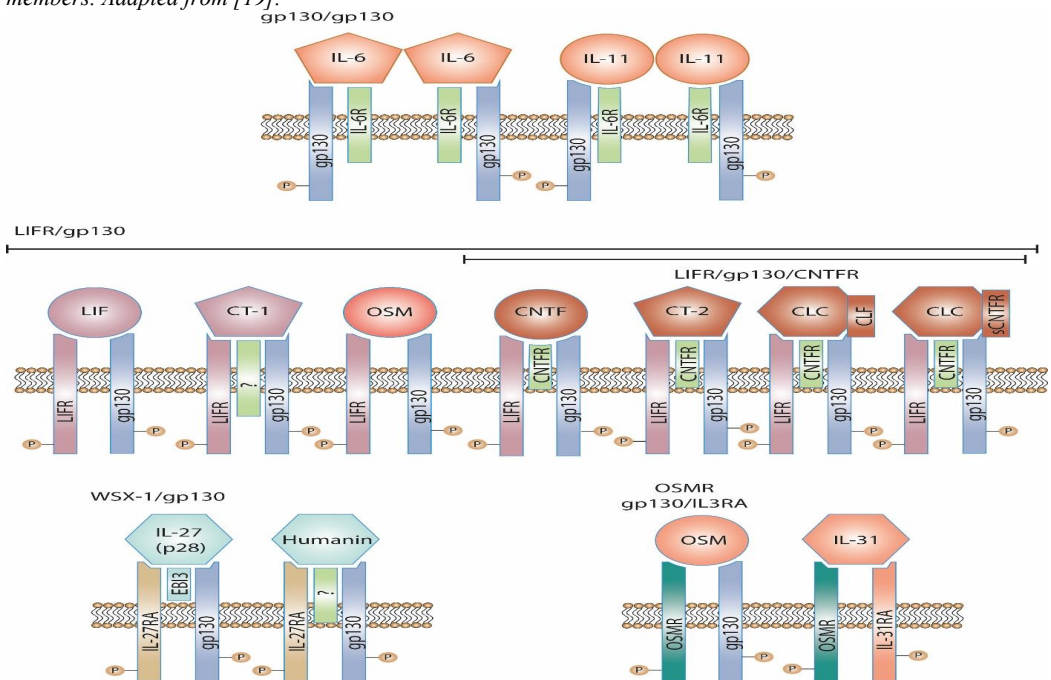 members. Adapted from [19].
gp130/gp130
IL-6 IL-6 IL-11 IL-11
gp130 IL-6R IL-6R gp130 gp130 IL-6R IL-6R gp130
P P P P
LIFR/gp130
LIFR/gp130/CNTFR
LIF CT-1 OSM CNTF CT-2 CLC CLF CLC sCNTFR
LIFR gp130 LIFR ? gp130 LIFR gp130 LIFR CNTFR gp130 LIFR CNTFR gp130 LIFR CNTFR gp130 LIFR CNTFR gp130
P P P P P P P P P P P P P P
WSX-1/gp130
OSMR
gp130/IL3RA
IL-27
(p28)
Humanin OSM IL-31
IL-27RA EBI3 gp130 IL-27RA ? gp130 OSMR gp130 OSMR IL-31RA
P P P P P P P P